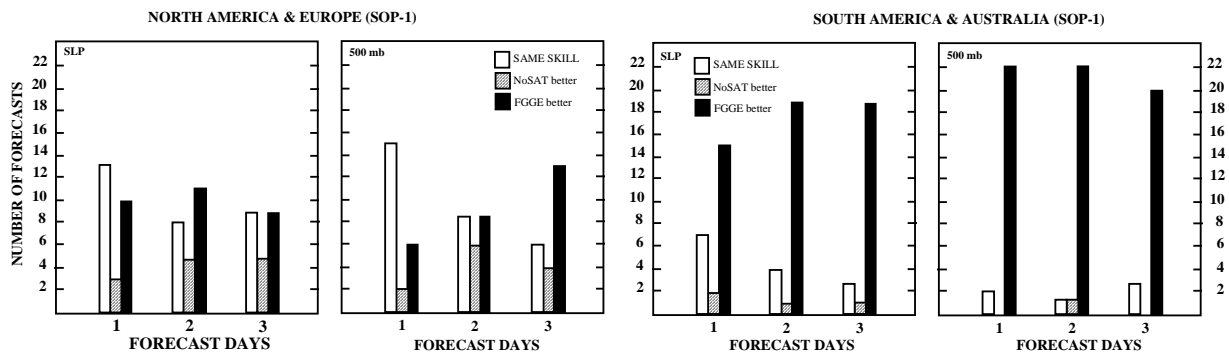 NORTH AMERICA & EUROPE (SOP-1)
SLP
NUMBER OF FORECASTS
22
20
18
16
14
12
10
8
6
4
2
1 2 3
FORECAST DAYS
500 mb
SAME SKILL
NoSAT better
FGGE better
1 2 3
FORECAST DAYS
SOUTH AMERICA & AUSTRALIA (SOP-1)
SLP
SAME SKILL
NoSAT better
FGGE better
22
20
18
16
14
12
10
8
6
4
2
1 2 3
FORECAST DAYS
500 mb
22
20
18
16
14
12
10
8
6
4
2
1 2 3
FORECAST DAYS